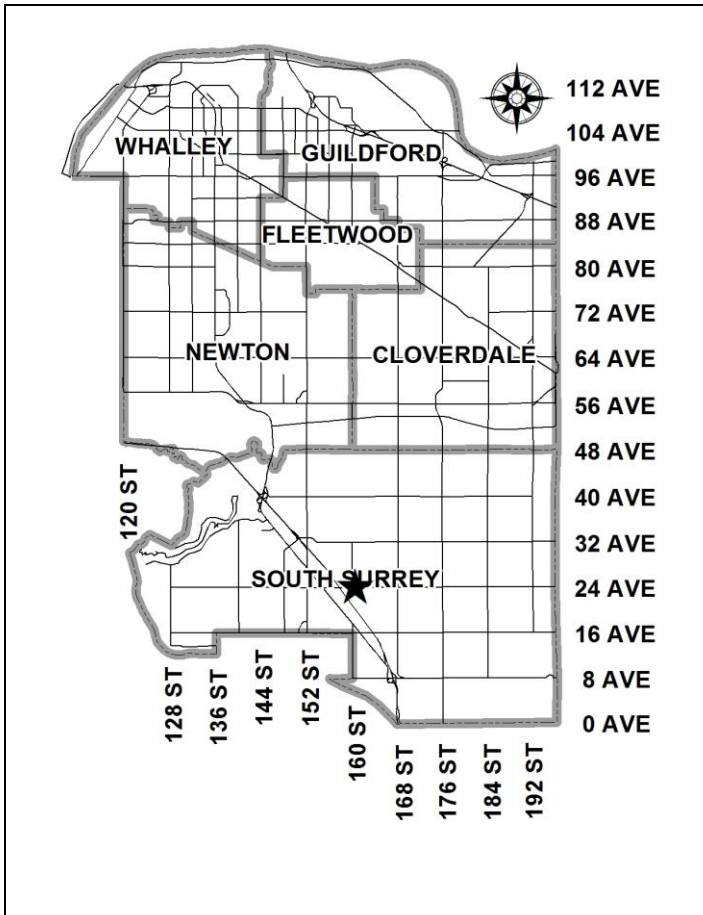 112 AVE
104 AVE
WHALLEY
GUILDFORD
96 AVE
88 AVE
FLEETWOOD
80 AVE
72 AVE
NEWTON
CLOVERDALE
64 AVE
56 AVE
48 AVE
120 ST
40 AVE
32 AVE
SOUTH SURREY
24 AVE
16 AVE
128 ST
136 ST
144 ST
152 ST
160 ST
168 ST
176 ST
184 ST
192 ST
8 AVE
0 AVE